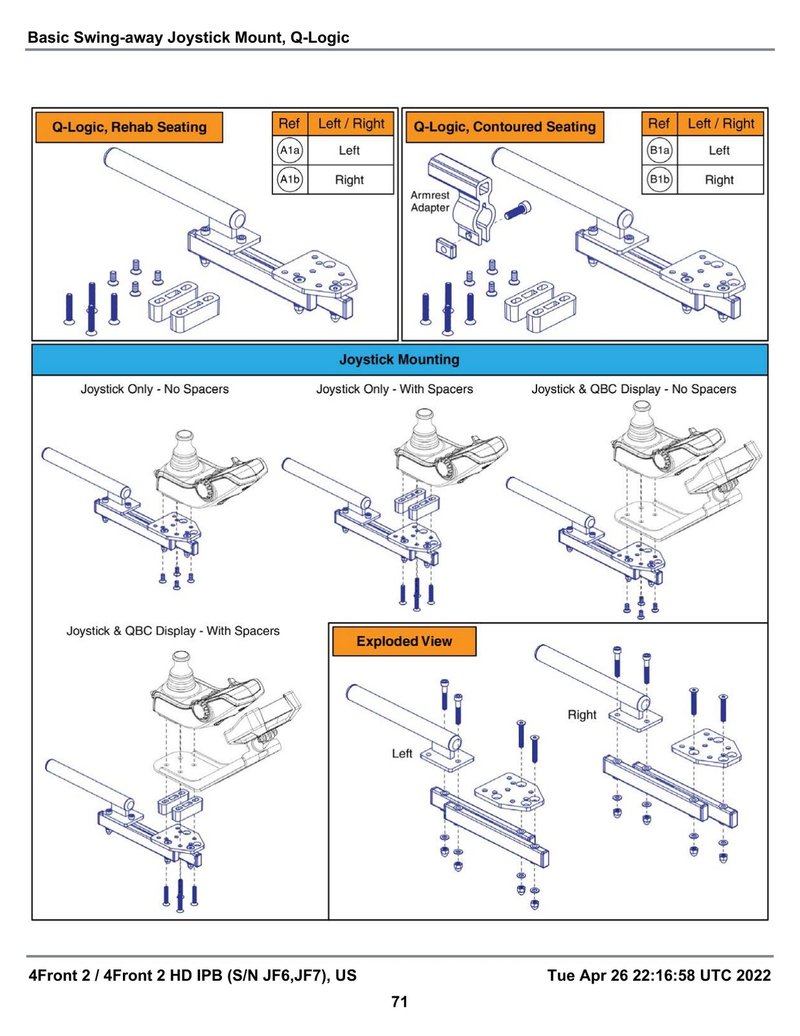 Basic Swing-away Joystick Mount, Q-Logic
Q-Logic, Rehab Seating
Ref Left / Right
A1a Left
A1b Right
Q-Logic, Contoured Seating
Ref Left / Right
B1a Left
B1b Right
Armrest
Adapter
Joystick Mounting
Joystick Only - No Spacers
Joystick Only - With Spacers
Joystick & QBC Display - No Spacers
Joystick & QBC Display - With Spacers
Exploded View
Right
Left
4Front 2 / 4Front 2 HD IPB (S/N JF6,JF7), US
Tue Apr 26 22:16:58 UTC 2022
71